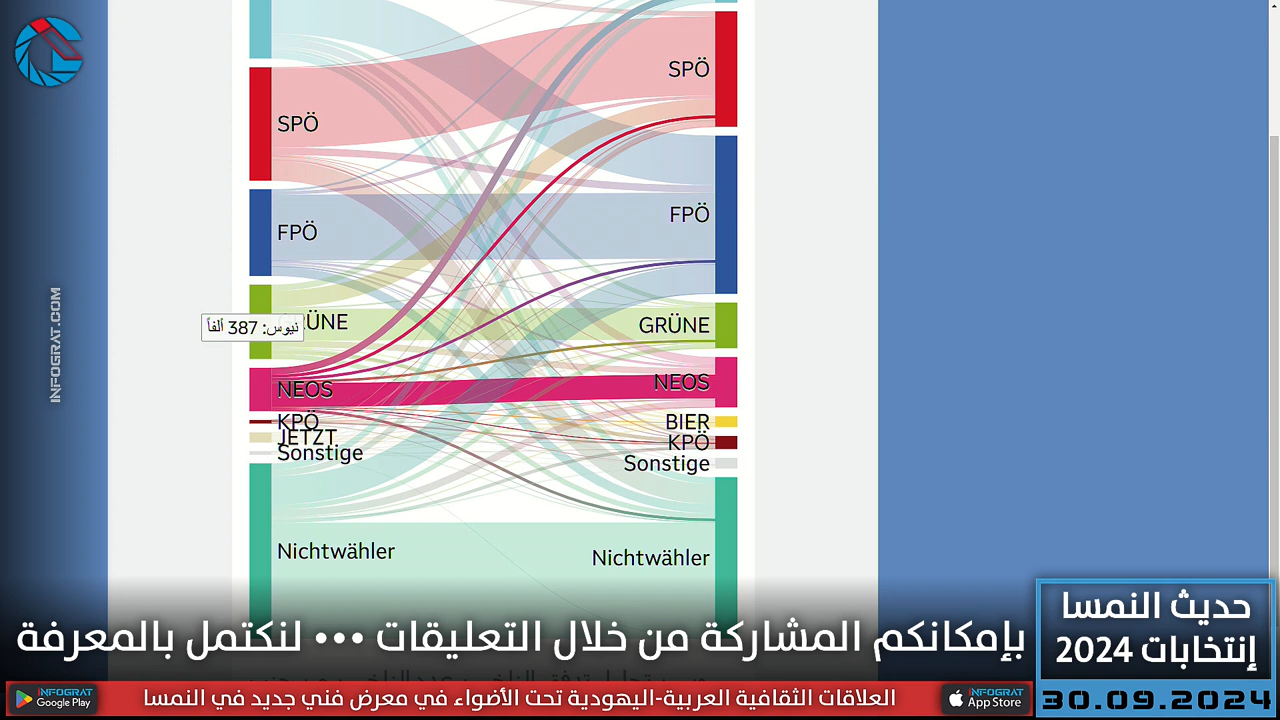 SPÖ
SPÖ
FPÖ
FPÖ
نيوس: 387 ألفاً
ÜNE
GRÜNE
NEOS
NEOS
KPÖ
BIER
JETZT
KPÖ
Sonstige
Sonstige
Nichtwähler
Nichtwähler
INFOGRAT.COM
حديث النمسا
إنتخابات 2024
بإمكانكم المشاركة من خلال التعليقات ••• لنكتمل بالمعرفة
INFOGRAT
Google Play
العلاقات الثقافية العربية-اليهودية تحت الأضواء في معرض فني جديد في النمسا
INFOGRAT
App Store
30.09.2024